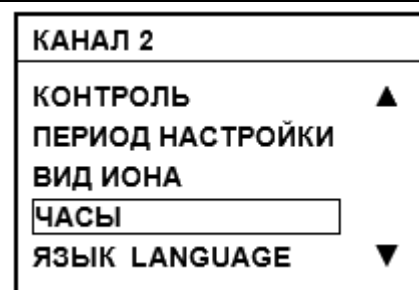 КАНАЛ 2
КОНТРОЛЬ
ПЕРИОД НАСТРОЙКИ
ВИД ИОНА
ЧАСЫ
ЯЗЫК LANGUAGE